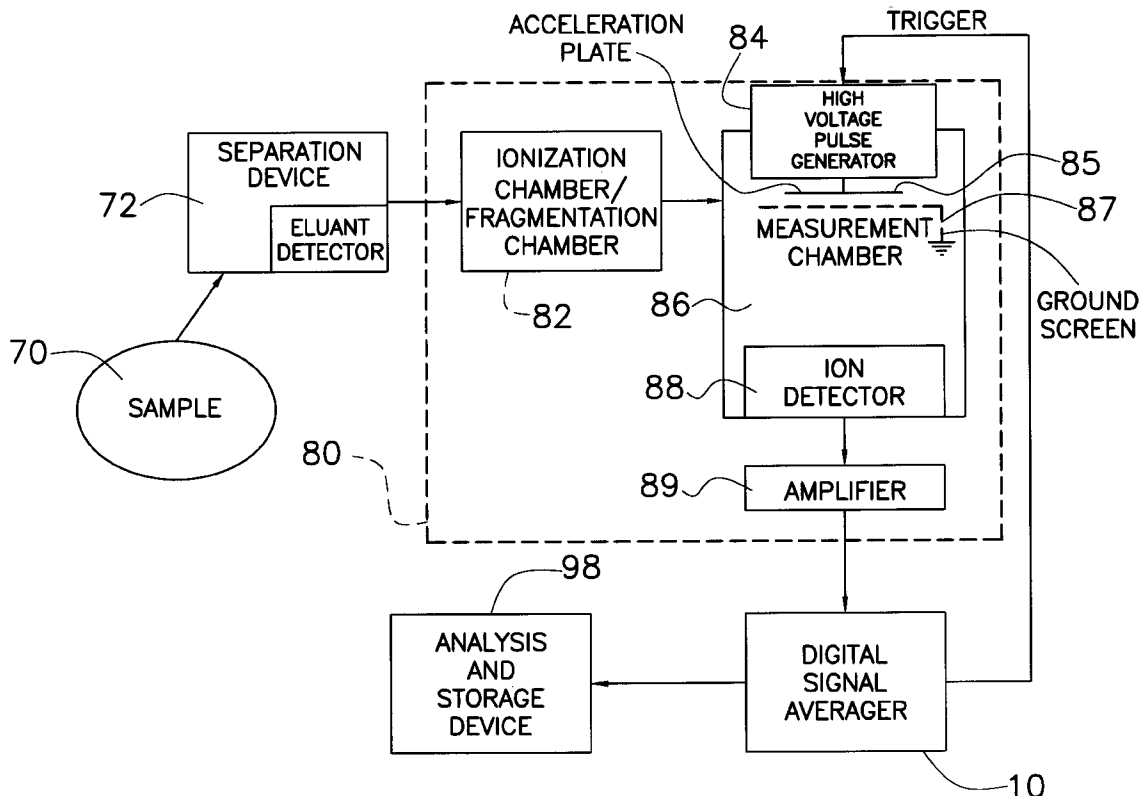 ACCELERATION
PLATE
84
TRIGGER
HIGH
VOLTAGE
PULSE
GENERATOR
SEPARATION
DEVICE
72
ELUANT
DETECTOR
IONIZATION
CHAMBER/
FRAGMENTATION
CHAMBER
82
85
87
MEASUREMENT
CHAMBER
86
GROUND
SCREEN
70
SAMPLE
88
ION
DETECTOR
80
89
AMPLIFIER
98
ANALYSIS
AND
STORAGE
DEVICE
DIGITAL
SIGNAL
AVERAGER
10